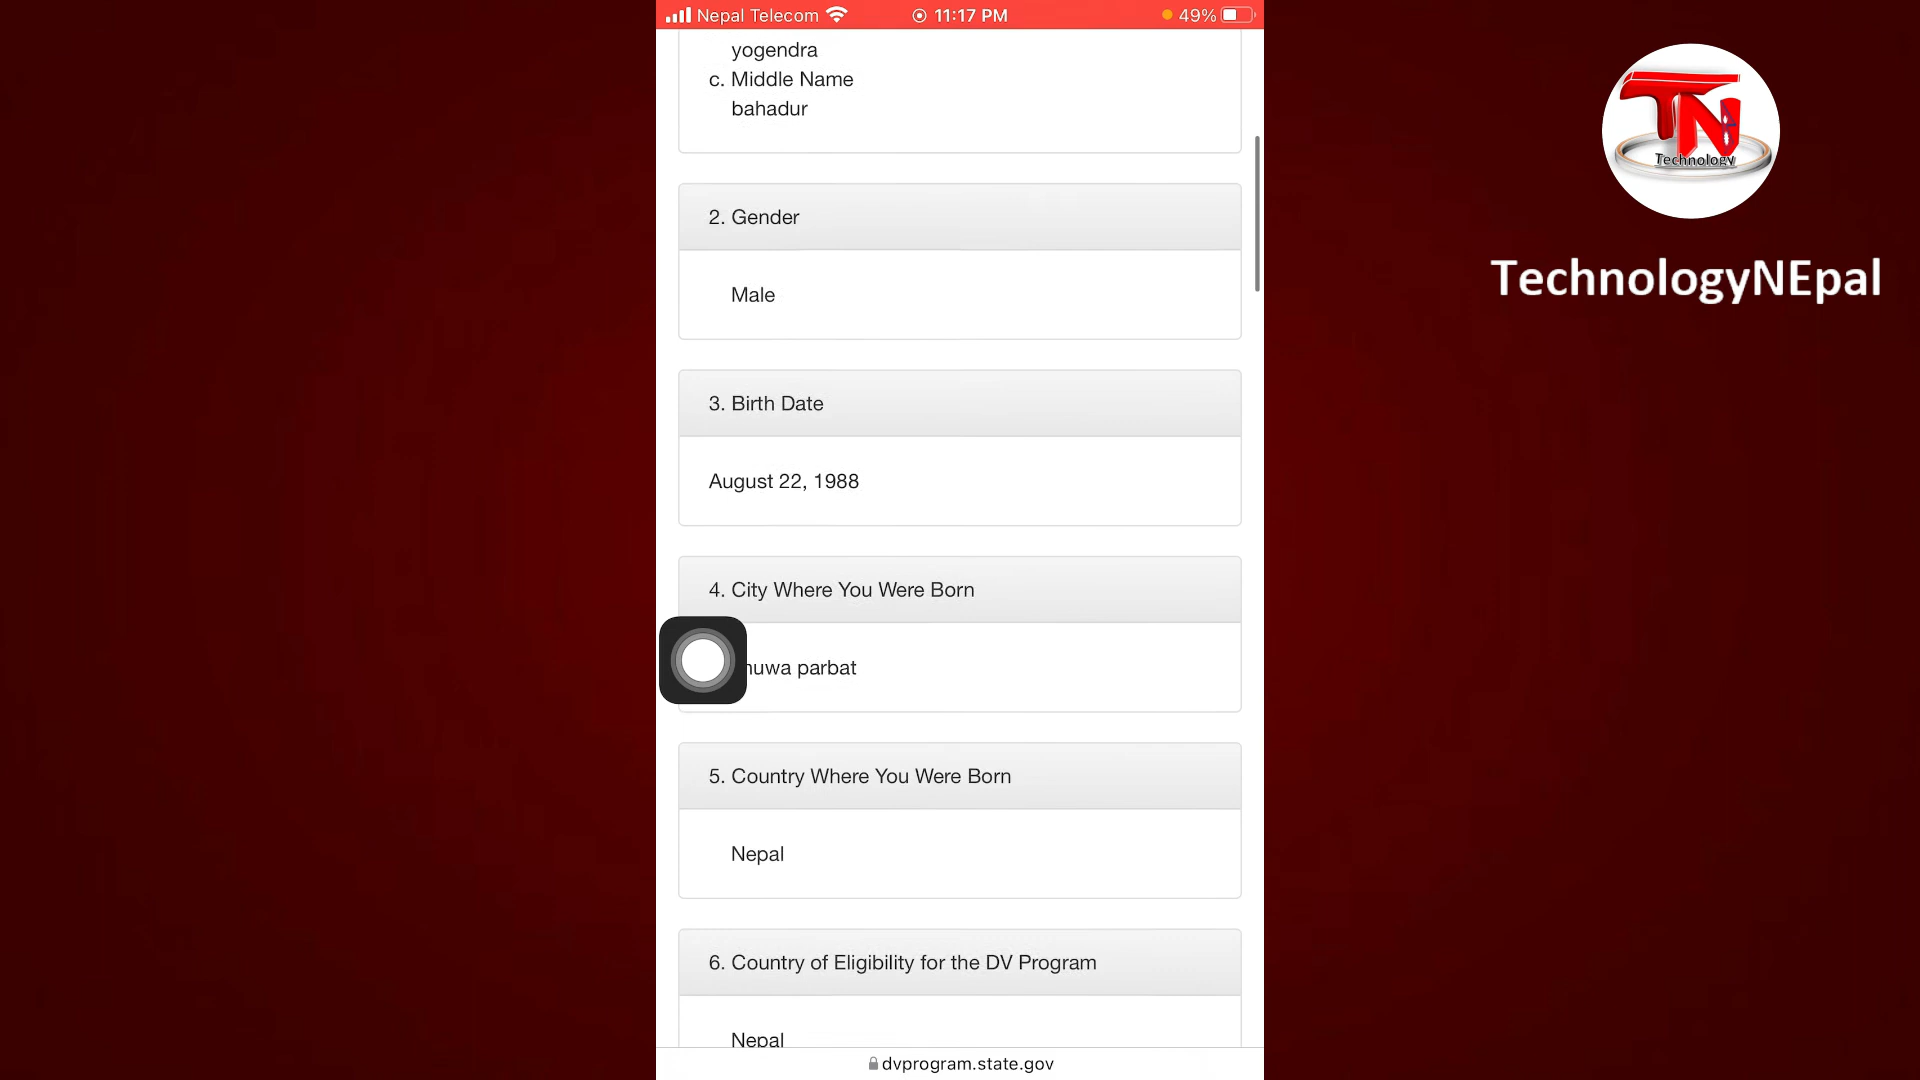 Nepal Telecom 11:17 PM 49%
yogendra
c. Middle Name
bahadur
2. Gender
Male
3. Birth Date
August 22, 1988
4. City Where You Were Born
parbat
5. Country Where You Were Born
Nepal
6. Country of Eligibility for the DV Program
Nepal
dvprogram.state.gov
TN
Technology
TechnologyNEpal